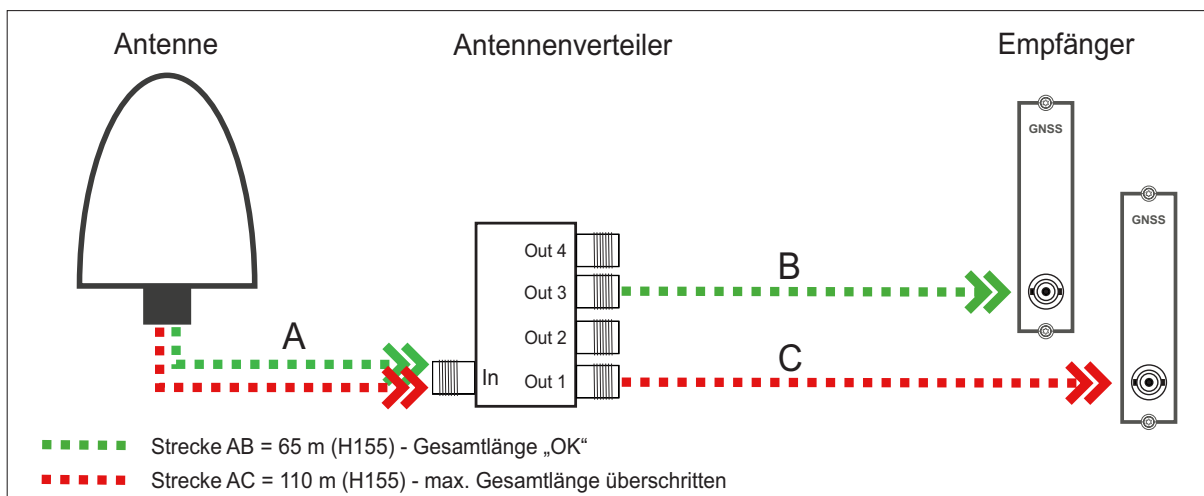 Antenne
Antennenverteiler
Empfänger
GNSS
GNSS
Out 4
Out 3
Out 2
Out 1
In
A
B
C
Strecke AB = 65 m (H155) - Gesamtlänge „OK“
Strecke AC = 110 m (H155) - max. Gesamtlänge überschritten